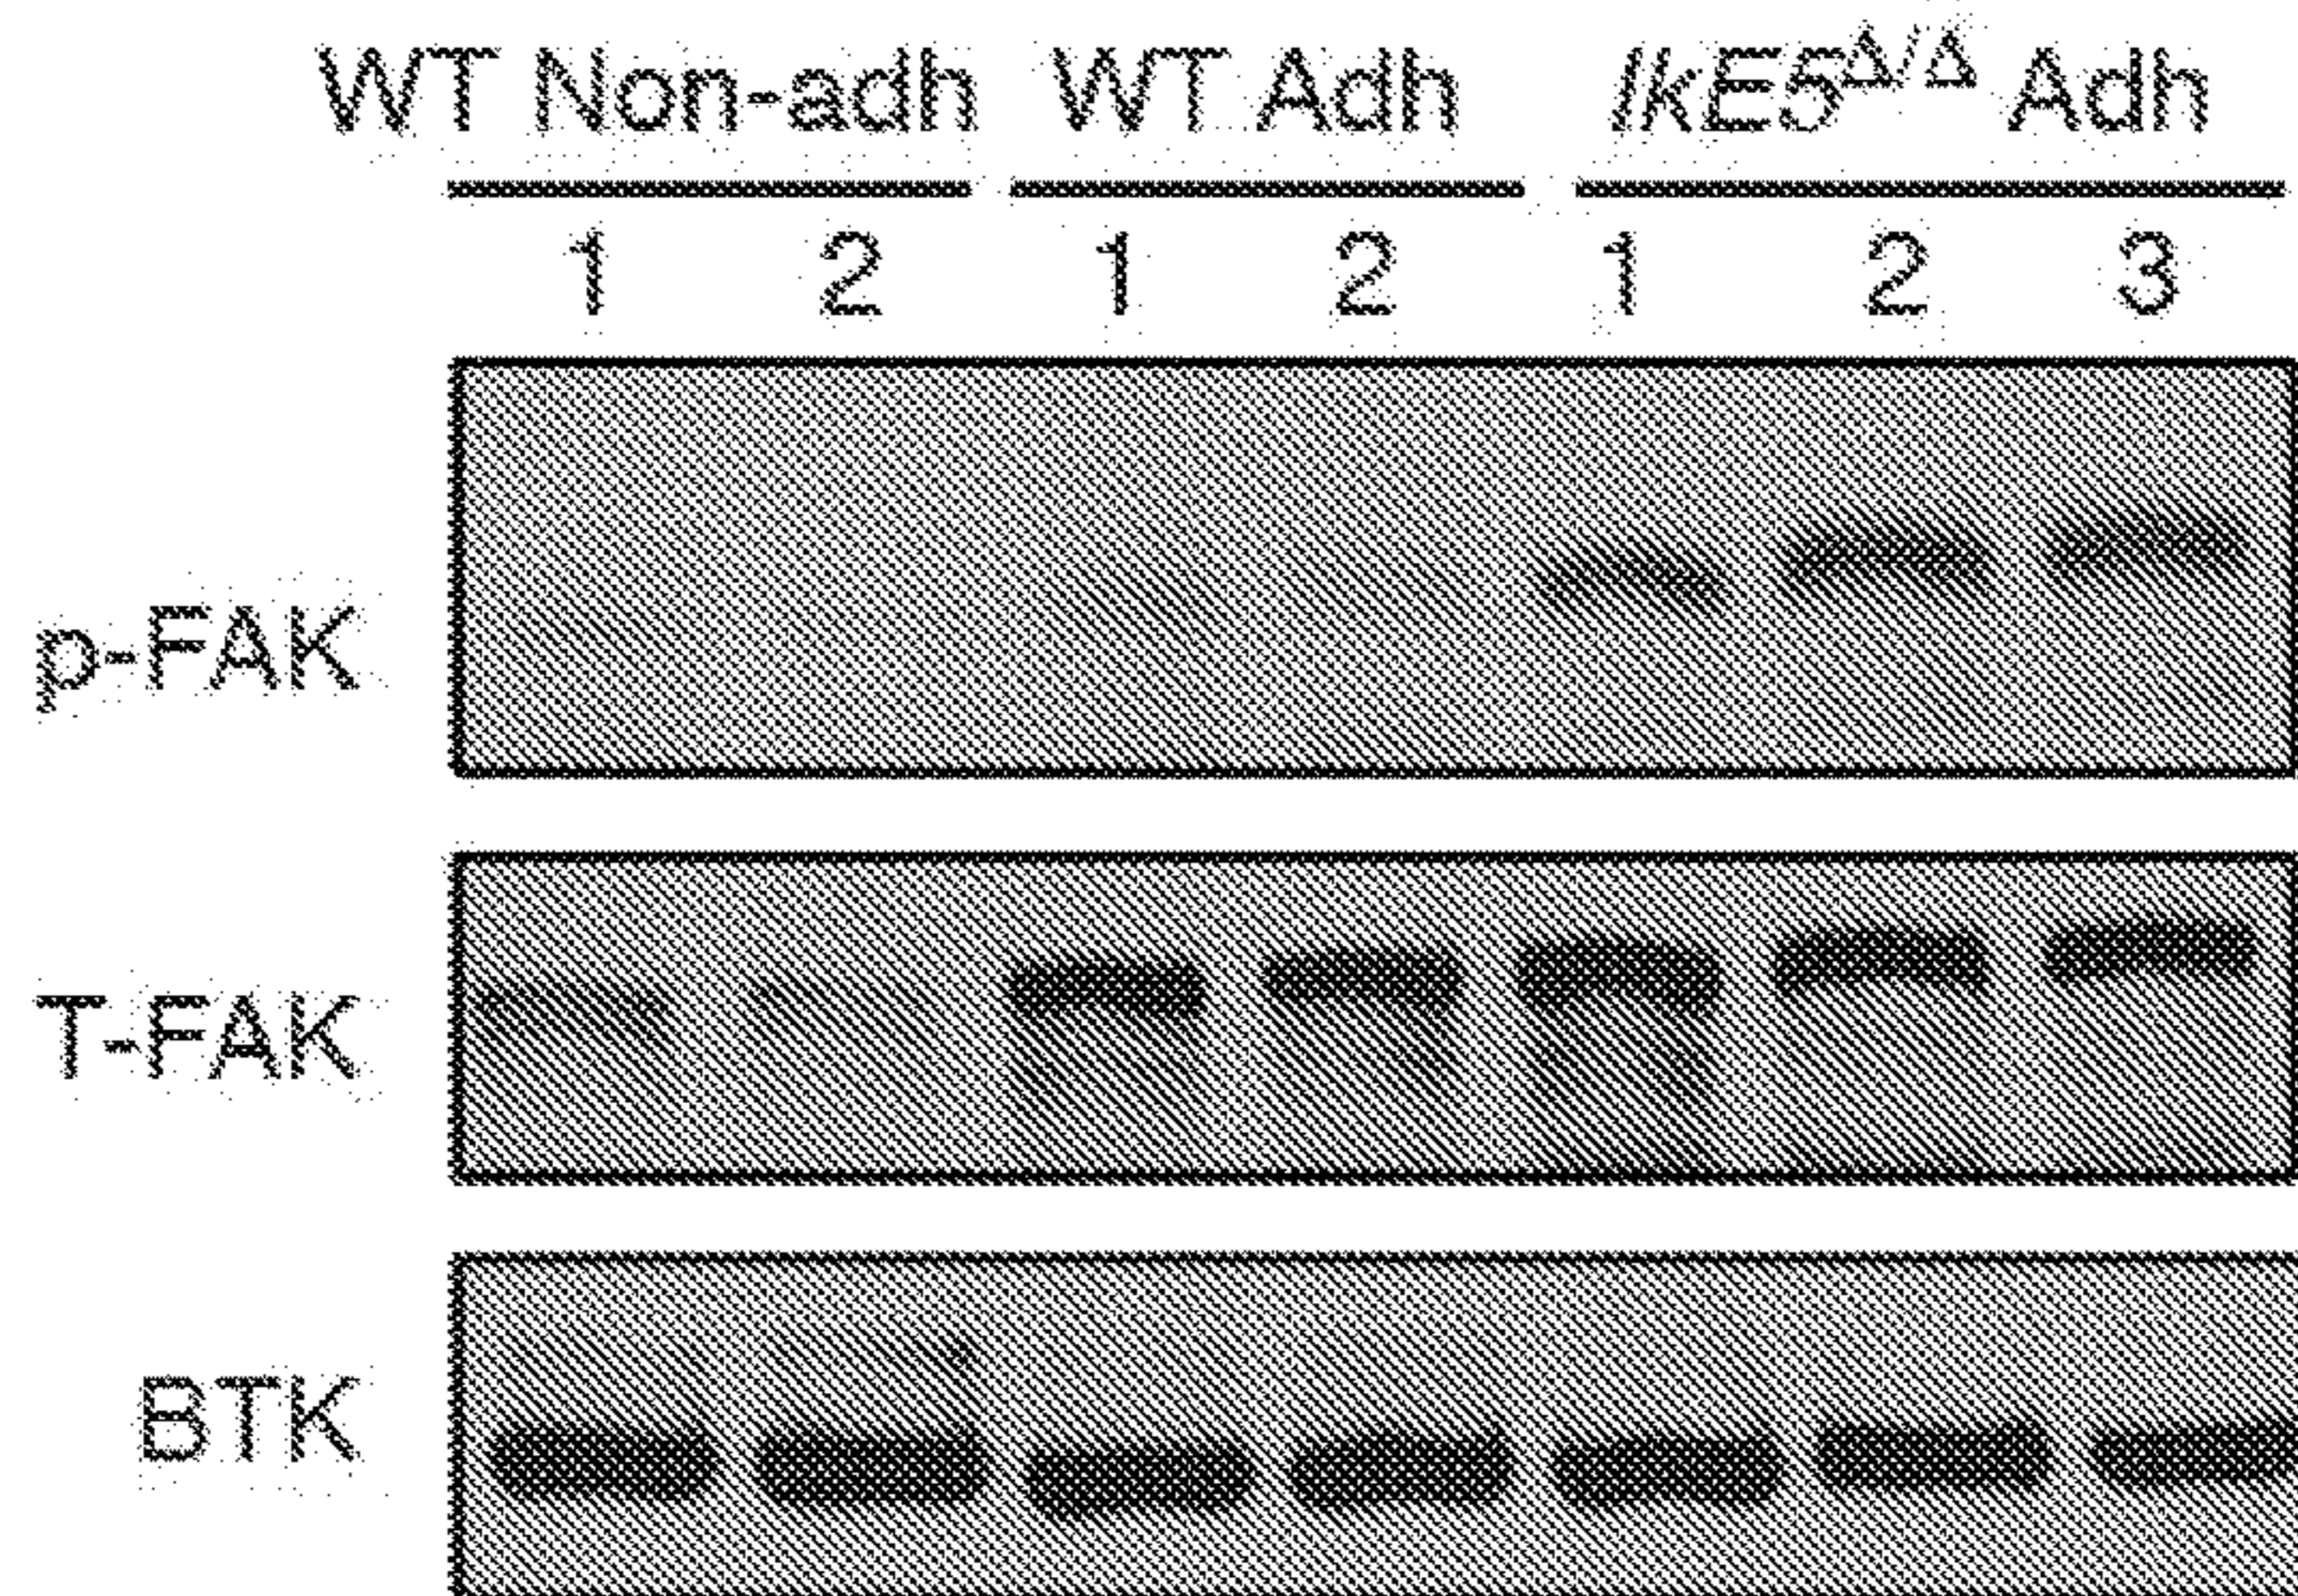 WT Non-adh WT Adh IkE5Δ/Δ Adh
1 2 1 2 1 2 3
p-FAK
T-FAK
BTK